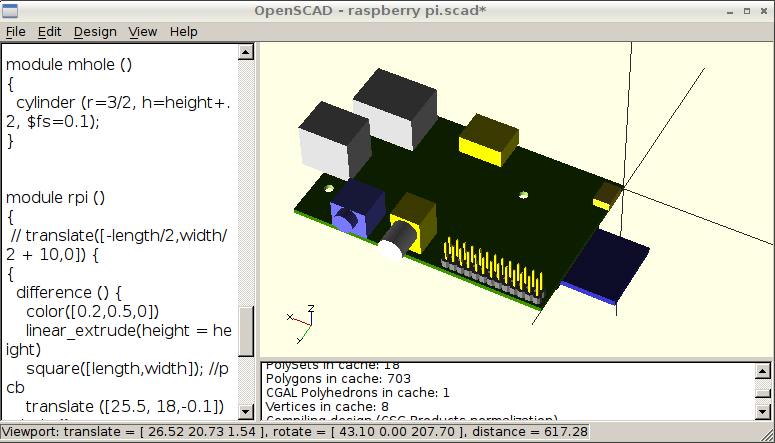 OpenSCAD - raspberry pi.scad*
File Edit Design View Help
module mhole ()
{
cylinder (r=3/2, h=height+.
2, $fs=0.1);
}
module rpi ()
{
// translate([-length/2,width/
2 + 10,0]) {
{
difference () {
color([0.2,0.5,0])
linear_extrude(height = he
ight)
square([length,width]); //p
cb
translate ([25.5, 18,-0.1])
Z
X
Y
PolySets in cache: 18
Polygons in cache: 703
CGAL Polyhedrons in cache: 1
Vertices in cache: 8
Compiling design (CSG Products normalization)
Viewport: translate = [ 26.52 20.73 1.54 ], rotate = [ 43.10 0.00 207.70 ], distance = 617.28